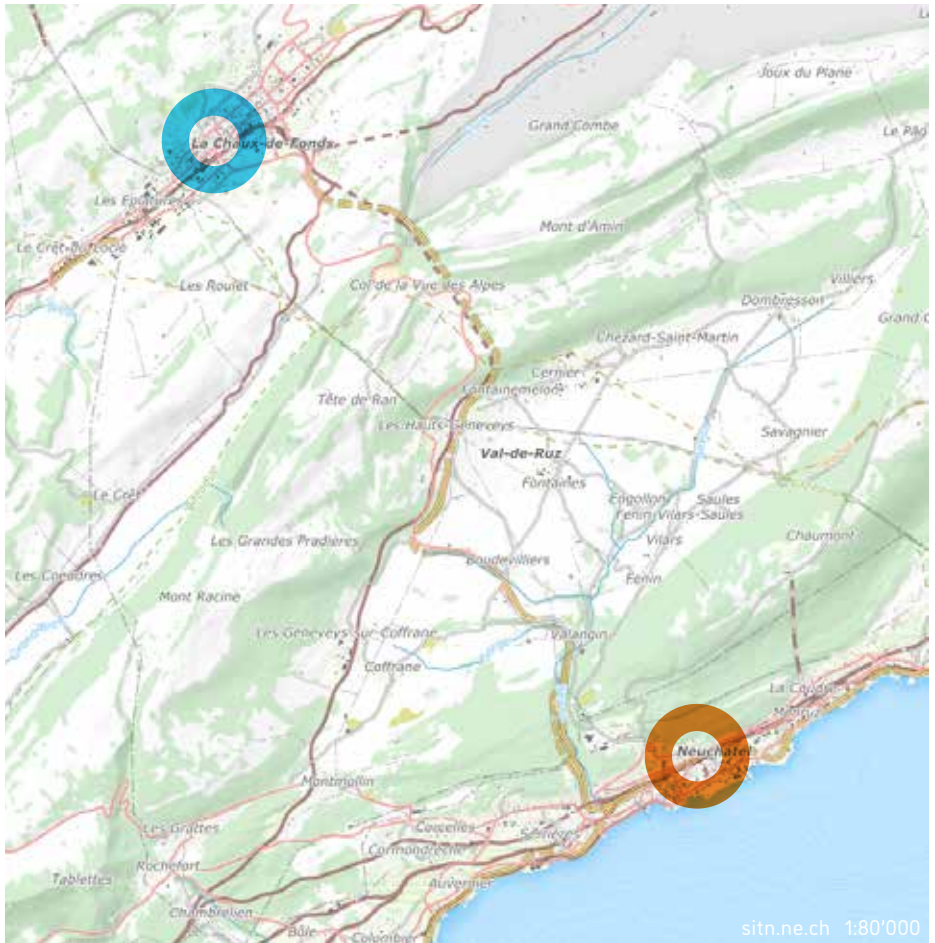 Joux du Plane
Grand Combe
Le Pâq
La Chaux-de-Fonds
Les Eplatures
Mont d'Amin
Le Crêt-du-Locle
Les Roulet
Col de la Vue des Alpes
Villiers
Dombresson
Grand C
Chézard-Saint-Martin
Cernier
Fontainemelon
Tête de Ran
Les Hauts-Geneveys
Savagnier
Val-de-Ruz
Fontaines
Le Crêt
Engollon
Saules
Fenin-Vilars-Saules
Les Grandes Pradières
Vilars
Chaumont
Boudevilliers
Les Coeudres
Fenin
Mont Racine
Les Geneveys-sur-Coffrane
Valangin
Coffrane
La Coudre
Monruz
Neuchâtel
Montmollin
Les Grattes
Corcelles
Serrières
Cormondrèche
Rochefort
Tablettes
Auvernier
Chambrelien
Bôle
Colombier
sitn.ne.ch 1:80'000